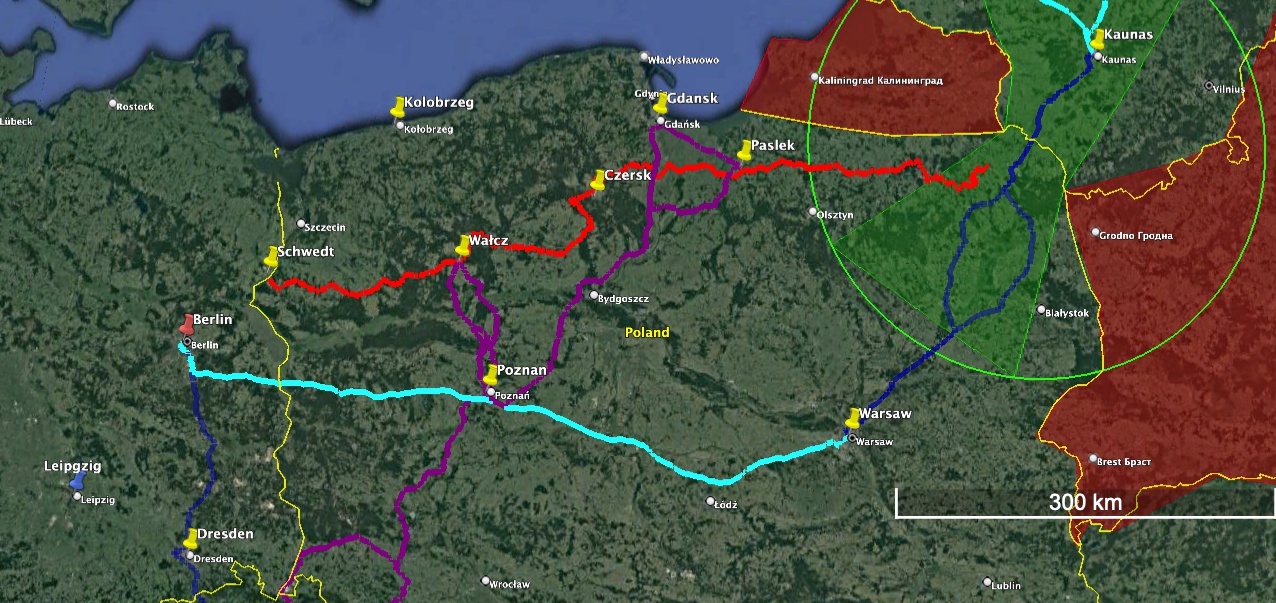 Kaunas
Kaunas
Władysławowo
Kaliningrad Калининград
Vilnius
Rostock
Kolobrzeg
Gdansk
Lübeck
Kołobrzeg
Gdańsk
Paslek
Czersk
Olsztyn
Szczecin
Wałcz
Grodno Гродна
Schwedt
Bydgoszcz
Białystok
Berlin
Poland
Berlin
Poznan
Poznań
Warsaw
Warsaw
Leipgzig
Brest Брэст
Leipzig
Łódź
300 km
Dresden
Dresden
Wrocław
Lublin